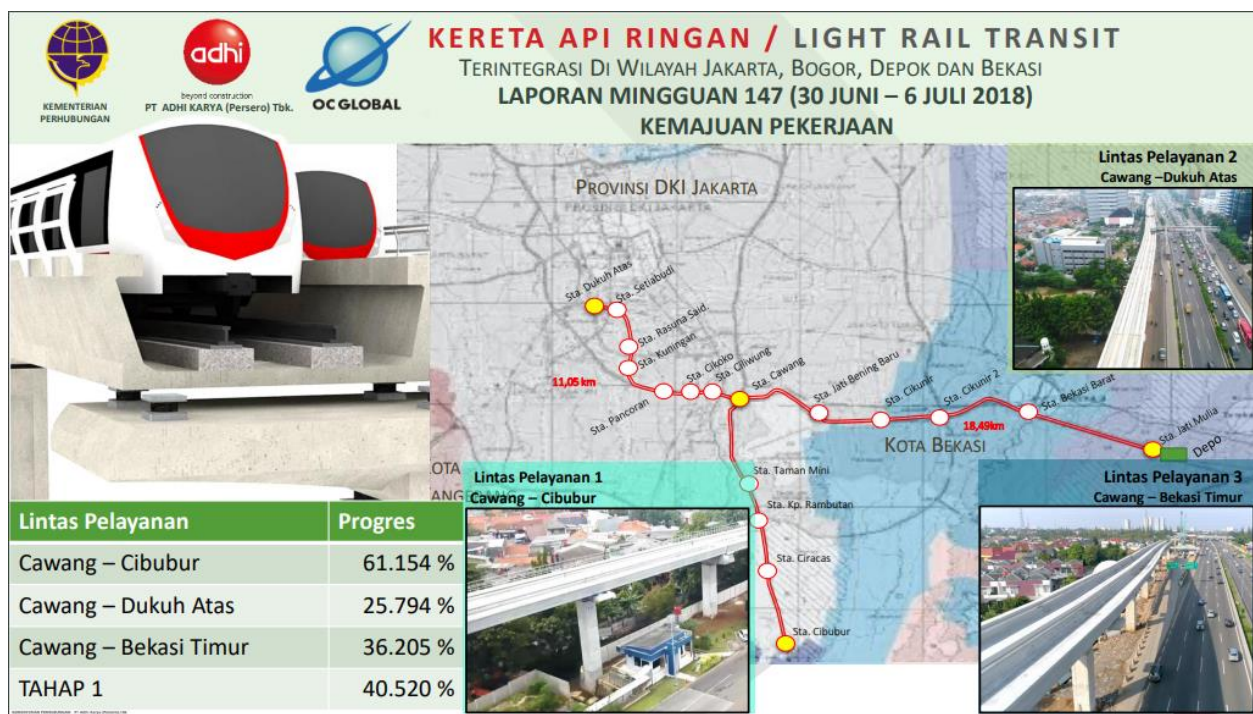 KEMENTERIAN
PERHUBUNGAN
adhi
beyond construction
PT ADHI KARYA (Persero) Tbk.
OC GLOBAL
KERETA API RINGAN / LIGHT RAIL TRANSIT
TERINTEGRASI DI WILAYAH JAKARTA, BOGOR, DEPOK DAN BEKASI
LAPORAN MINGGUAN 147 (30 JUNI – 6 JULI 2018)
KEMAJUAN PEKERJAAN
Lintas Pelayanan 2
Cawang –Dukuh Atas
PROVINSI DKI JAKARTA
PROVINSI DKI JAKARTA
Sta. Dukuh Atas
Sta. Setiabudi
Sta. Rasuna Said.
Sta. Kuningan
11,05 km
Sta. Pancoran
Sta. Cikoko
Sta. Ciliwung
Sta. Cawang
Sta. Jati Bening Baru
Sta. Cikunir
Sta. Cikunir 2
Sta. Bekasi Barat
18,49km
KOTA BEKASI
Sta. Jati Mulia
Depo
OTA
ANGERANG
Lintas Pelayanan 1
Cawang – Cibubur
Sta. Taman Mini
Sta. Kp. Rambutan
Sta. Ciracas
Sta. Cibubur
Lintas Pelayanan 3
Cawang – Bekasi Timur
Lintas Pelayanan Progres
Cawang – Cibubur 61.154 %
Cawang – Dukuh Atas 25.794 %
Cawang – Bekasi Timur 36.205 %
TAHAP 1 40.520 %